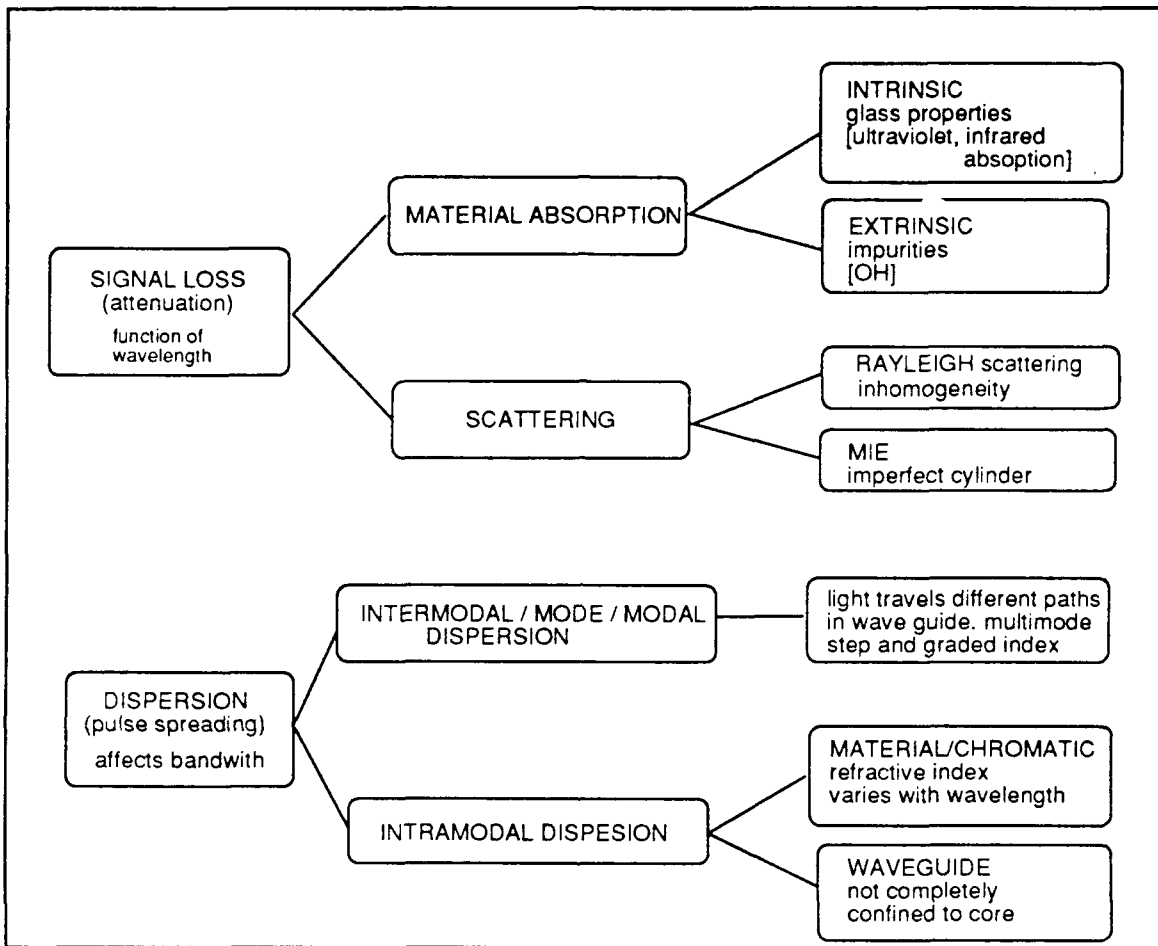 SIGNAL LOSS
(attenuation)
function of
wavelength
MATERIAL ABSORPTION
INTRINSIC
glass properties
[ultraviolet, infrared
absoption]
EXTRINSIC
impurities
[OH]
SCATTERING
RAYLEIGH scattering
inhomogeneity
MIE
imperfect cylinder
DISPERSION
(pulse spreading)
affects bandwith
INTERMODAL / MODE / MODAL
DISPERSION
light travels different paths
in wave guide. multimode
step and graded index
INTRAMODAL DISPESION
MATERIAL/CHROMATIC
refractive index
varies with wavelength
WAVEGUIDE
not completely
confined to core